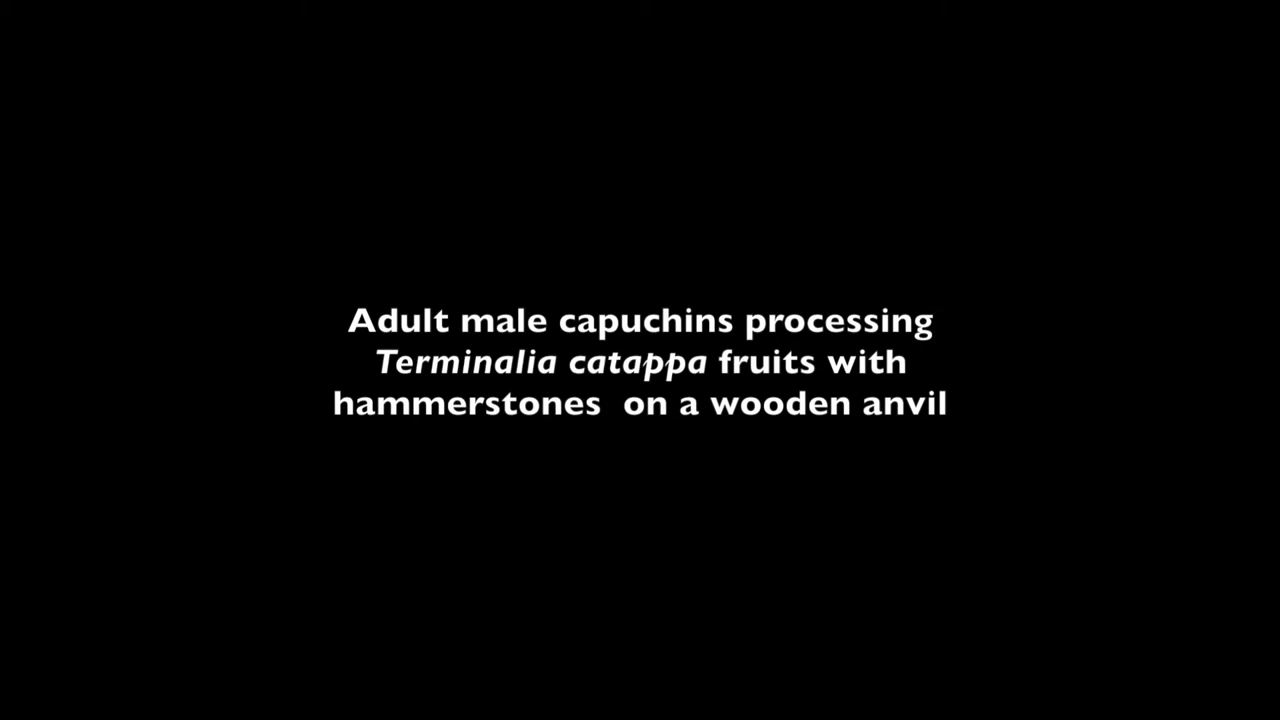 Adult male capuchins processing
Terminalia catappa fruits with
hammerstones  on a wooden anvil